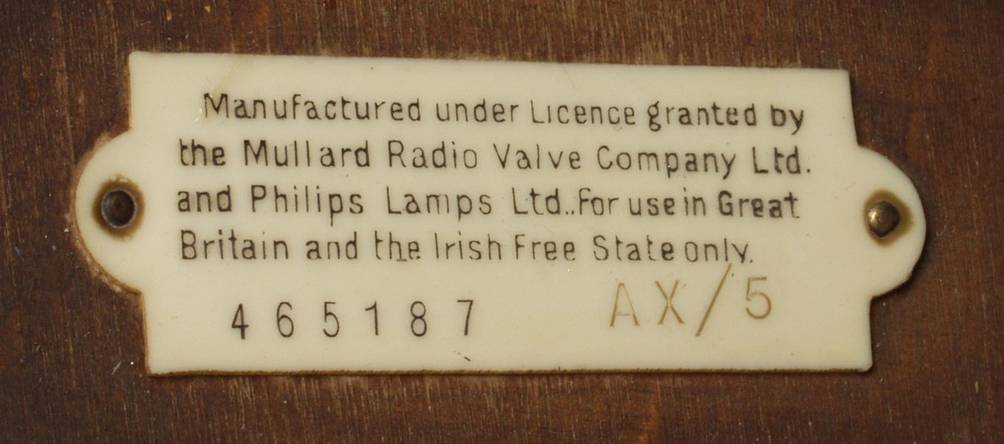 Manufactured under Licence granted by
the Mullard Radio Valve Company Ltd.
and Philips Lamps Ltd..For use in Great
Britain and the Irish Free State only.
465187 AX/5